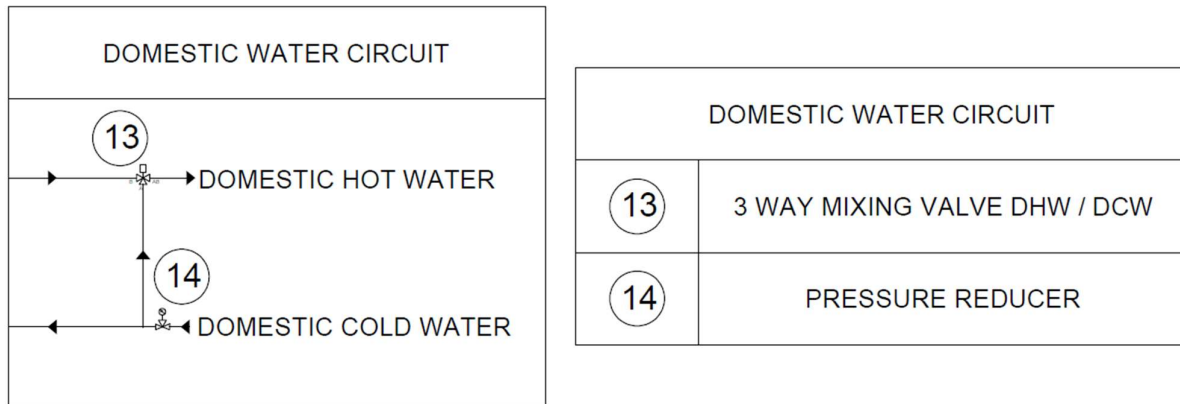 DOMESTIC WATER CIRCUIT
13
DOMESTIC HOT WATER
14
DOMESTIC COLD WATER
DOMESTIC WATER CIRCUIT
13 3 WAY MIXING VALVE DHW / DCW
14 PRESSURE REDUCER